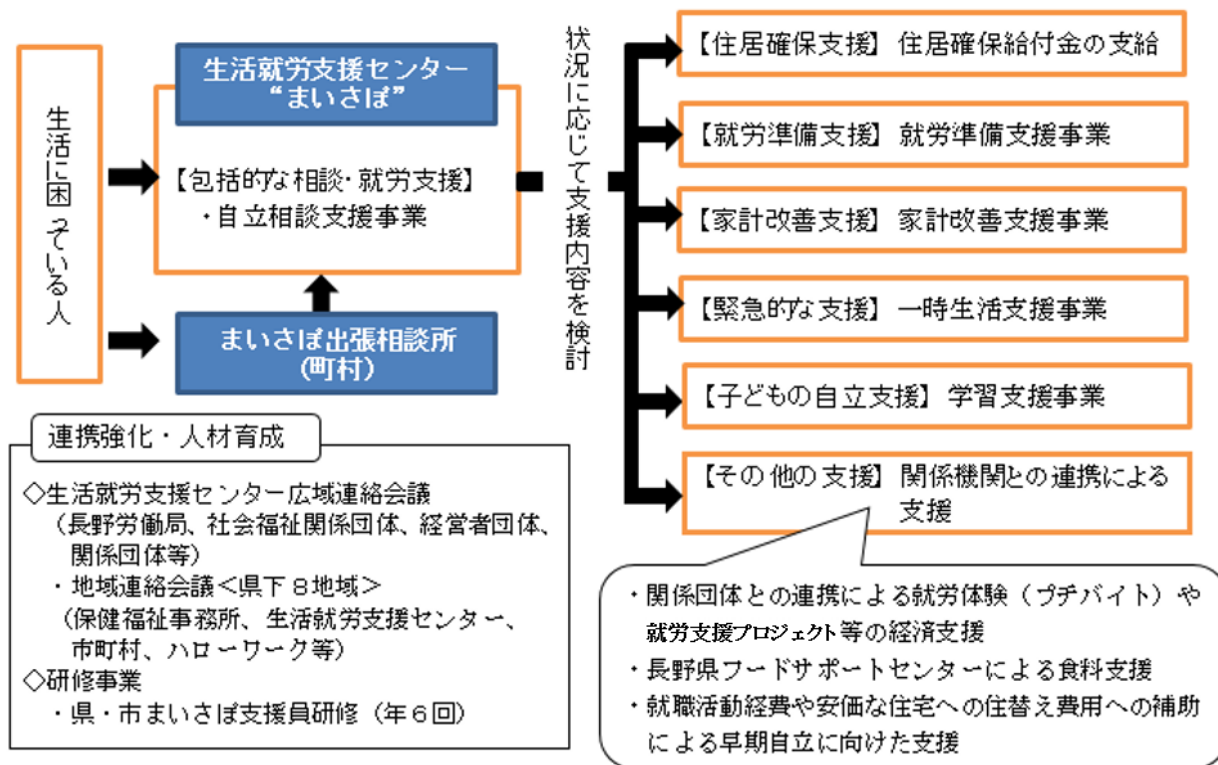 生活に困っている人
生活就労支援センター
“まいさぽ”
【包括的な相談・就労支援】
・自立相談支援事業
まいさぽ出張相談所
(町村)
状況に応じて支援内容を検討
【住居確保支援】 住居確保給付金の支給
【就労準備支援】 就労準備支援事業
【家計改善支援】 家計改善支援事業
【緊急的な支援】 一時生活支援事業
【子どもの自立支援】 学習支援事業
【その他の支援】 関係機関との連携による
支援
連携強化・人材育成
◇生活就労支援センター広域連絡会議
（長野労働局、社会福祉関係団体、経営者団体、
関係団体等）
・地域連絡会議＜県下８地域＞
（保健福祉事務所、生活就労支援センター、
市町村、ハローワーク等）
◇研修事業
・県・市まいさぽ支援員研修（年６回）
・関係団体との連携による就労体験（プチバイト）や
就労支援プロジェクト等の経済支援
・長野県フードサポートセンターによる食料支援
・就職活動経費や安価な住宅への住替え費用への補助
による早期自立に向けた支援